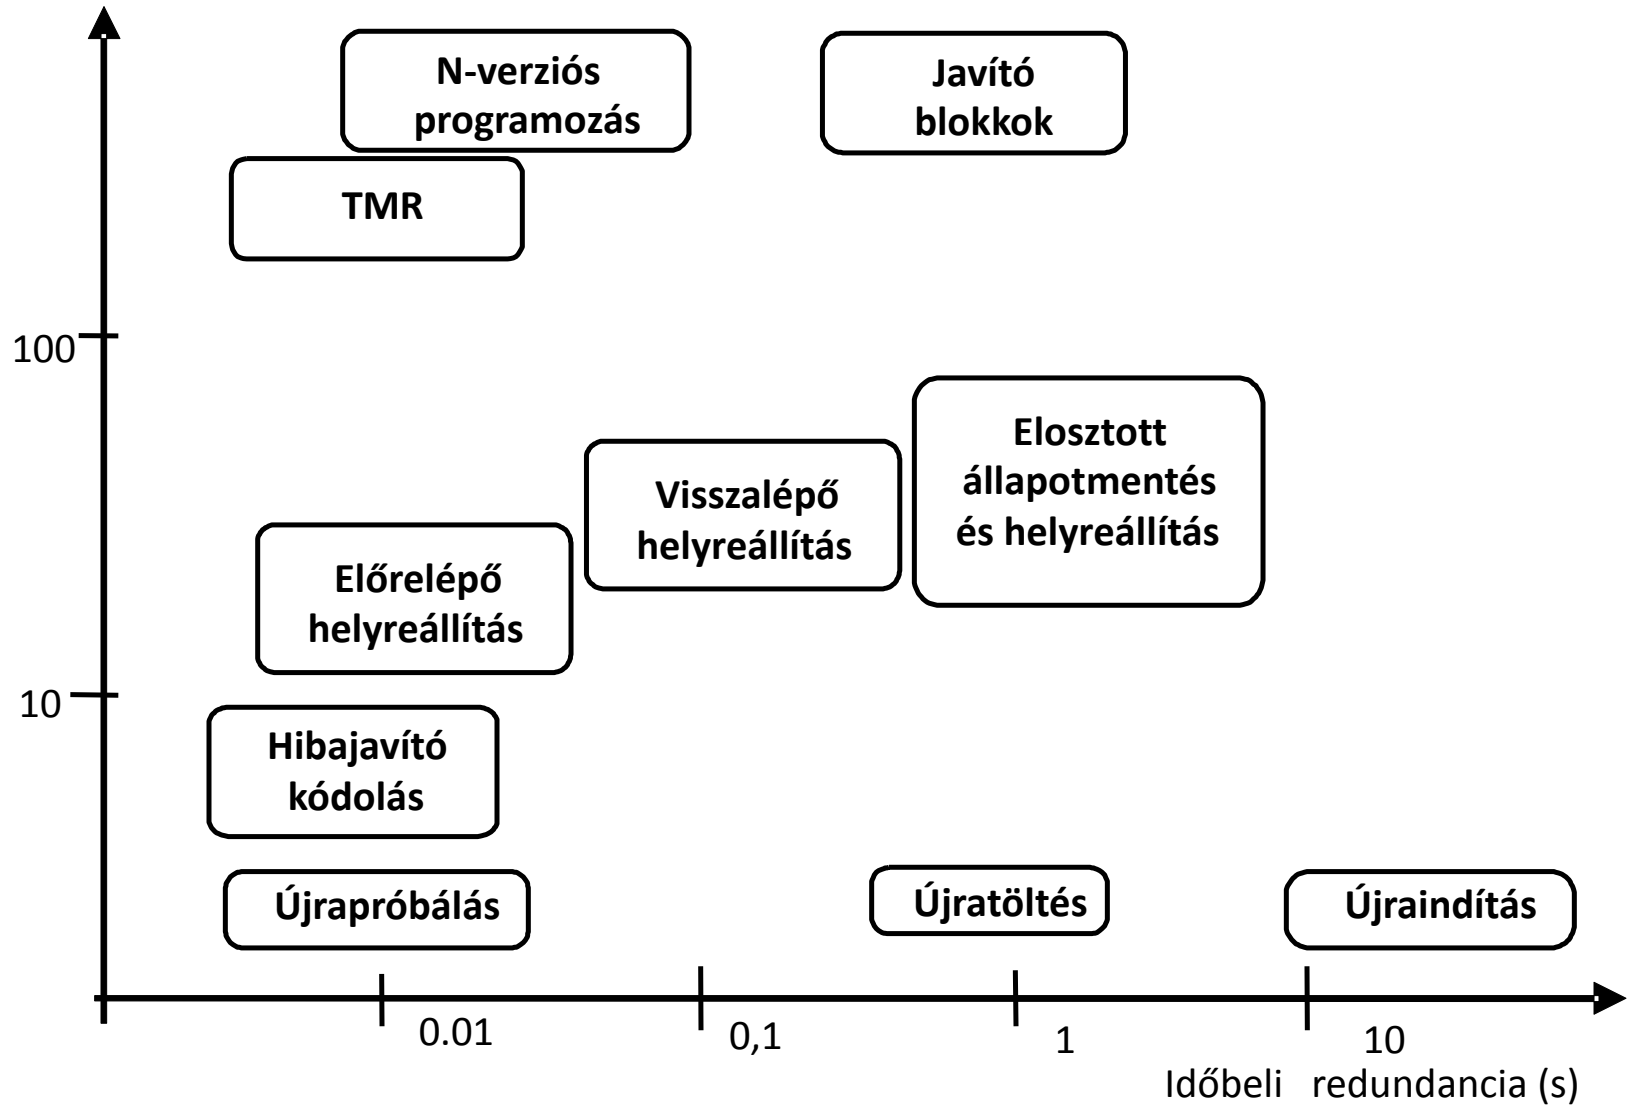 N-verziós
programozás
Javító
blokkok
TMR
100
Elosztott
állapotmentés
és helyreállítás
Visszalépő
helyreállítás
Előrelépő
helyreállítás
10
Hibajavító
kódolás
Újrapróbálás
Újratöltés
Újraindítás
0.01
0,1
1
10
Időbeli redundancia (s)